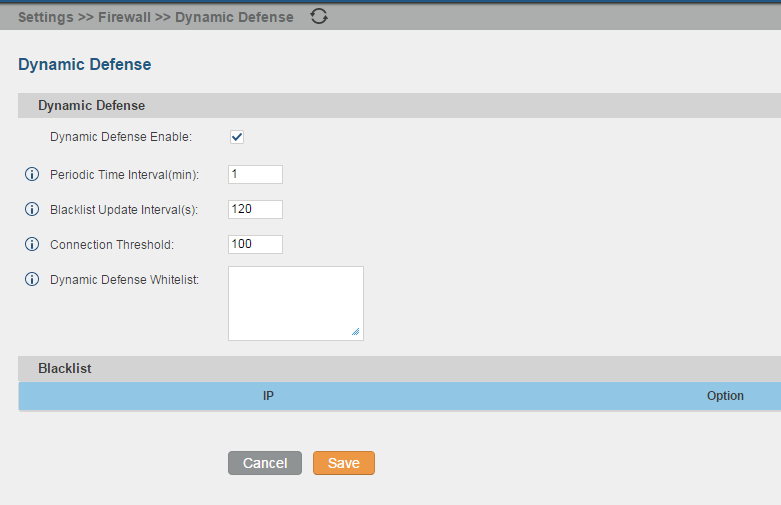 Settings >> Firewall >> Dynamic Defense
Dynamic Defense
Dynamic Defense
Dynamic Defense Enable:
Periodic Time Interval(min): 1
Blacklist Update Interval(s): 120
Connection Threshold: 100
Dynamic Defense Whitelist:
Blacklist
IP Option
Cancel Save